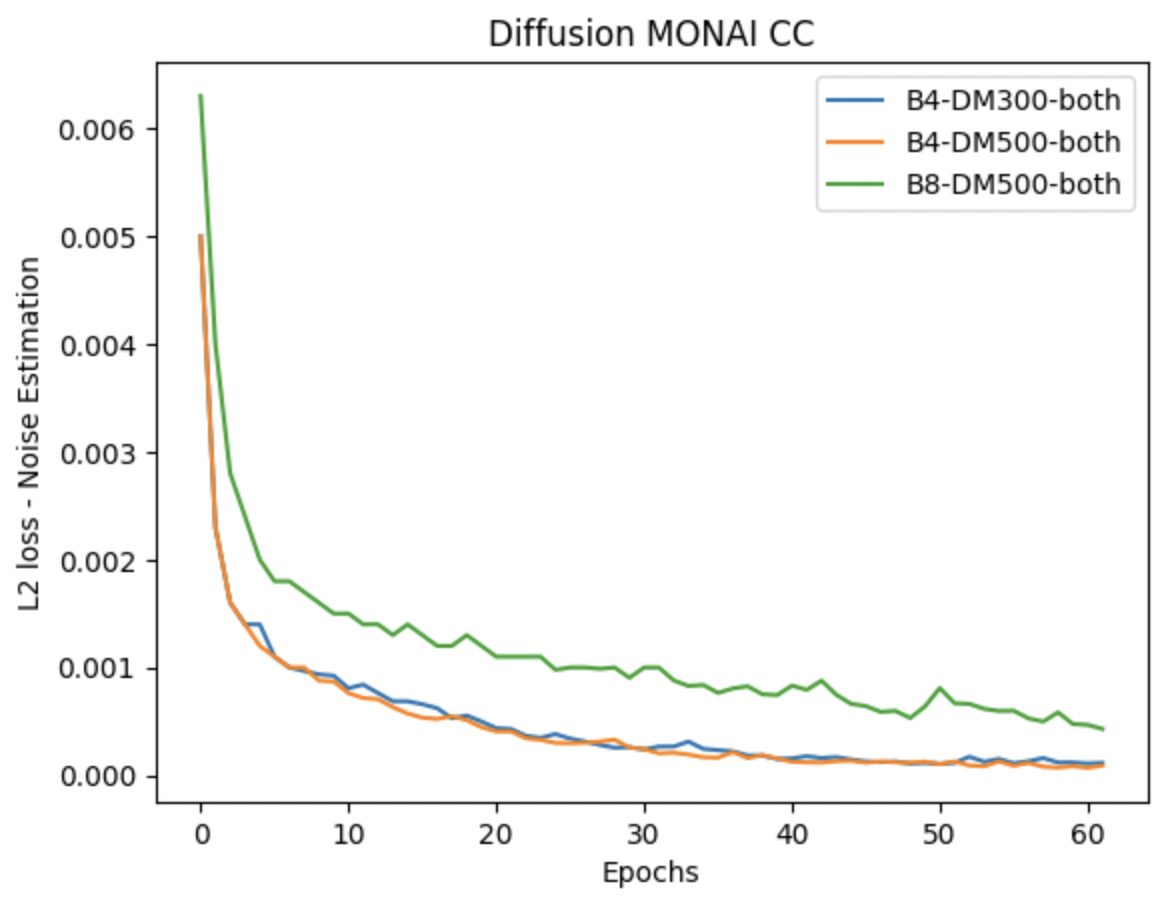 Diffusion MONAI CC
B4-DM300-both
B4-DM500-both
B8-DM500-both
L2 loss - Noise Estimation
0.006
0.005
0.004
0.003
0.002
0.001
0.000
0 10 20 30 40 50 60
Epochs